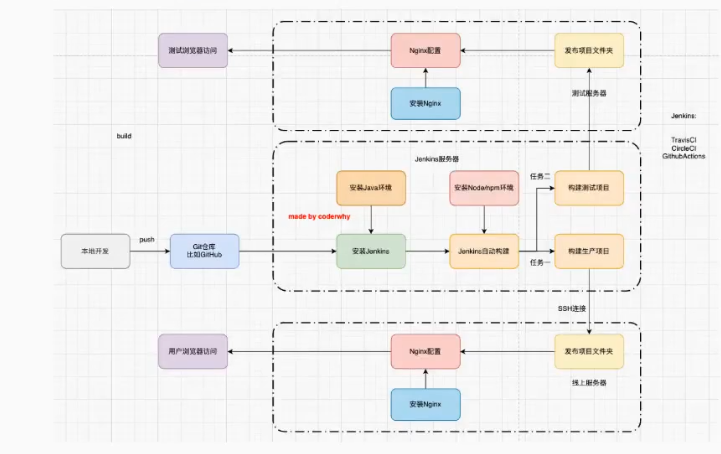 测试浏览器访问
Nginx配置
发布项目文件夹
安装Nginx
测试服务器
Jenkins:
TravisCI
CircleCI
GithubActions
build
Jenkins服务器
安装Java环境
安装Node/npm环境
任务二
构建测试项目
made by coderwhy
本地开发
push
Git仓库
比如GitHub
安装Jenkins
Jenkins自动构建
任务一
构建生产项目
SSH连接
用户浏览器访问
Nginx配置
发布项目文件夹
线上服务器
安装Nginx